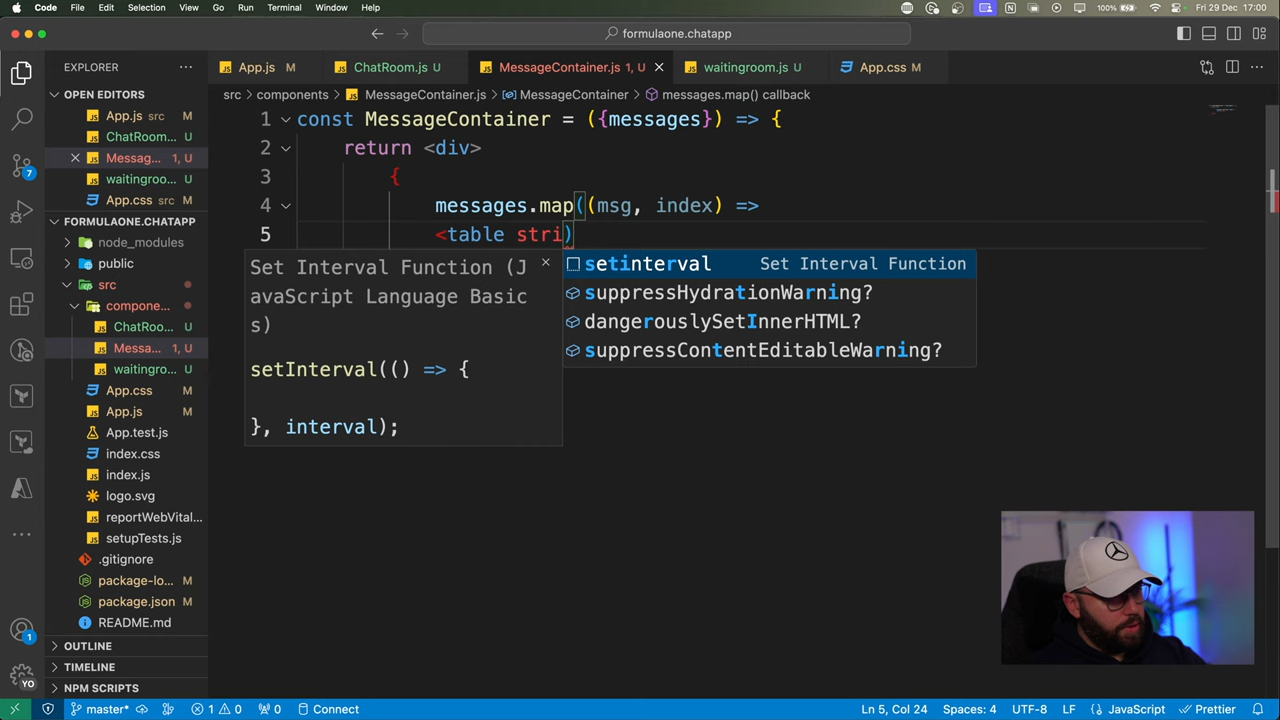 Code File Edit Selection View Go Run Terminal Window Help 100% Fri 29 Dec 17:00
formulaone.chatapp
EXPLORER
App.js M
ChatRoom.js U
MessageContainer.js 1, U
waitingroom.js U
App.css M
OPEN EDITORS
App.js src M
ChatRoom... U
Messag... 1, U
waitingroo... U
App.css src M
FORMULAONE.CHATAPP
node_modules
public
src
compone...
ChatRoo... U
Messa... 1, U
waitingro... U
App.css M
App.js M
App.test.js
index.css
index.js
logo.svg
reportWebVital...
setupTests.js
.gitignore
package-lo... M
package.json M
README.md
OUTLINE
TIMELINE
NPM SCRIPTS
7
1
YO
src › components › MessageContainer.js › MessageContainer › messages.map() callback
1 const MessageContainer = ({messages}) => {
2 return <div>
3 {
4 messages.map((msg, index) =>
5 <table stri)
Set Interval Function (J
avaScript Language Basic
s)
setInterval(() => {
}, interval);
setinterval Set Interval Function
suppressHydrationWarning?
dangerouslySetInnerHTML?
suppressContentEditableWarning?
master* 1 0 0 Connect Ln 5, Col 24 Spaces: 4 UTF-8 LF {} JavaScript Prettier